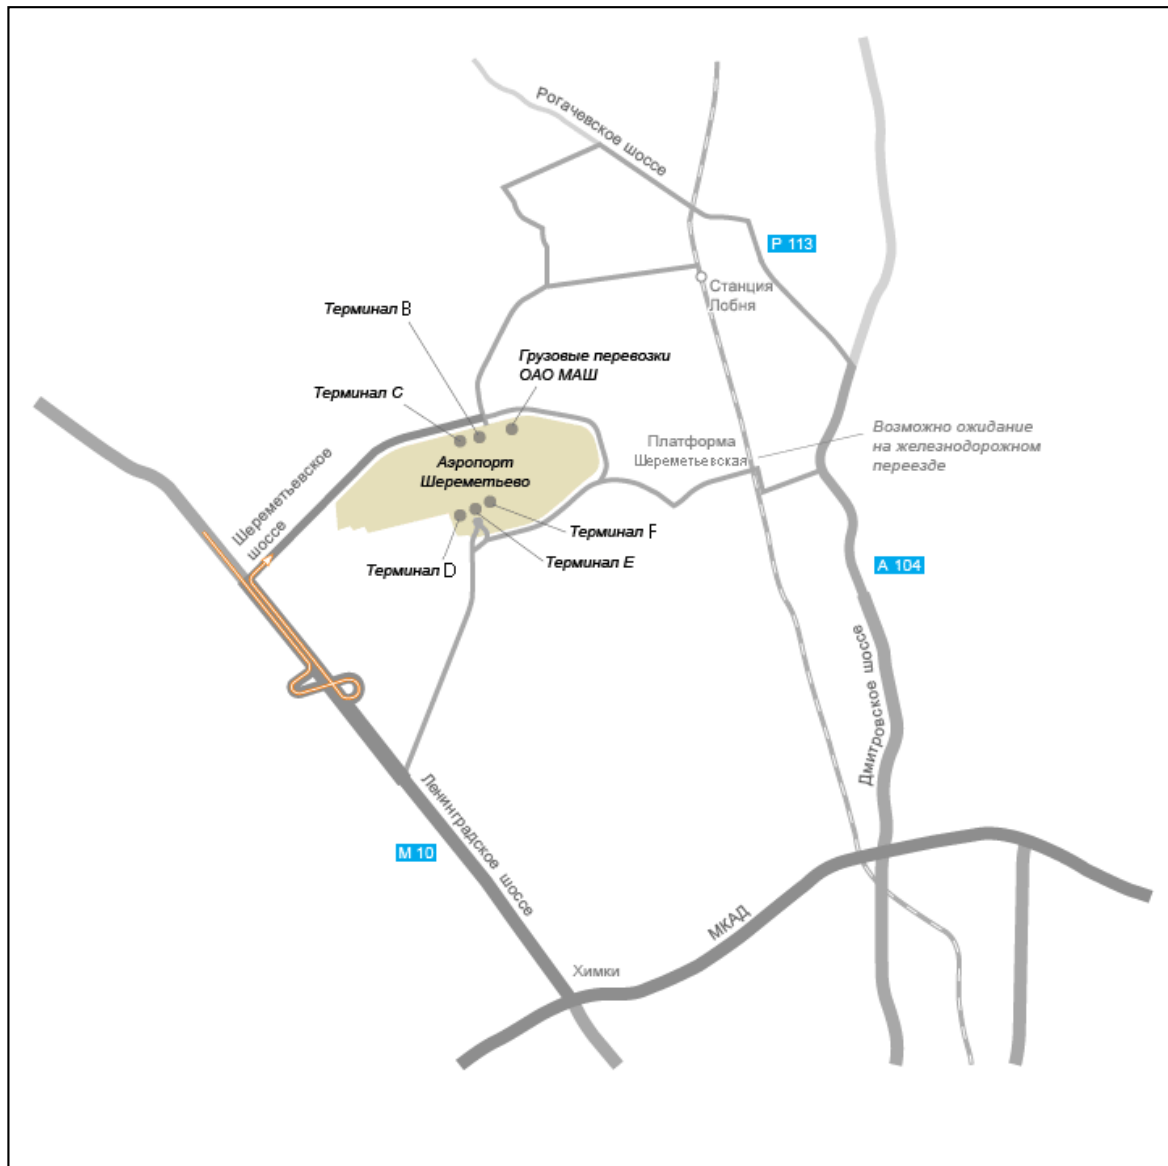 Рогачевское шоссе
P 113
Станция
Лобня
Терминал B
Грузовые перевозки
ОАО МАШ
Терминал C
Возможно ожидание
на железнодорожном
переезде
Платформа
Шереметьевская
Аэропорт
Шереметьево
Шереметьевское
шоссе
Терминал F
Терминал E
Терминал D
A 104
Дмитровское шоссе
Ленинградское шоссе
M 10
МКАД
Химки